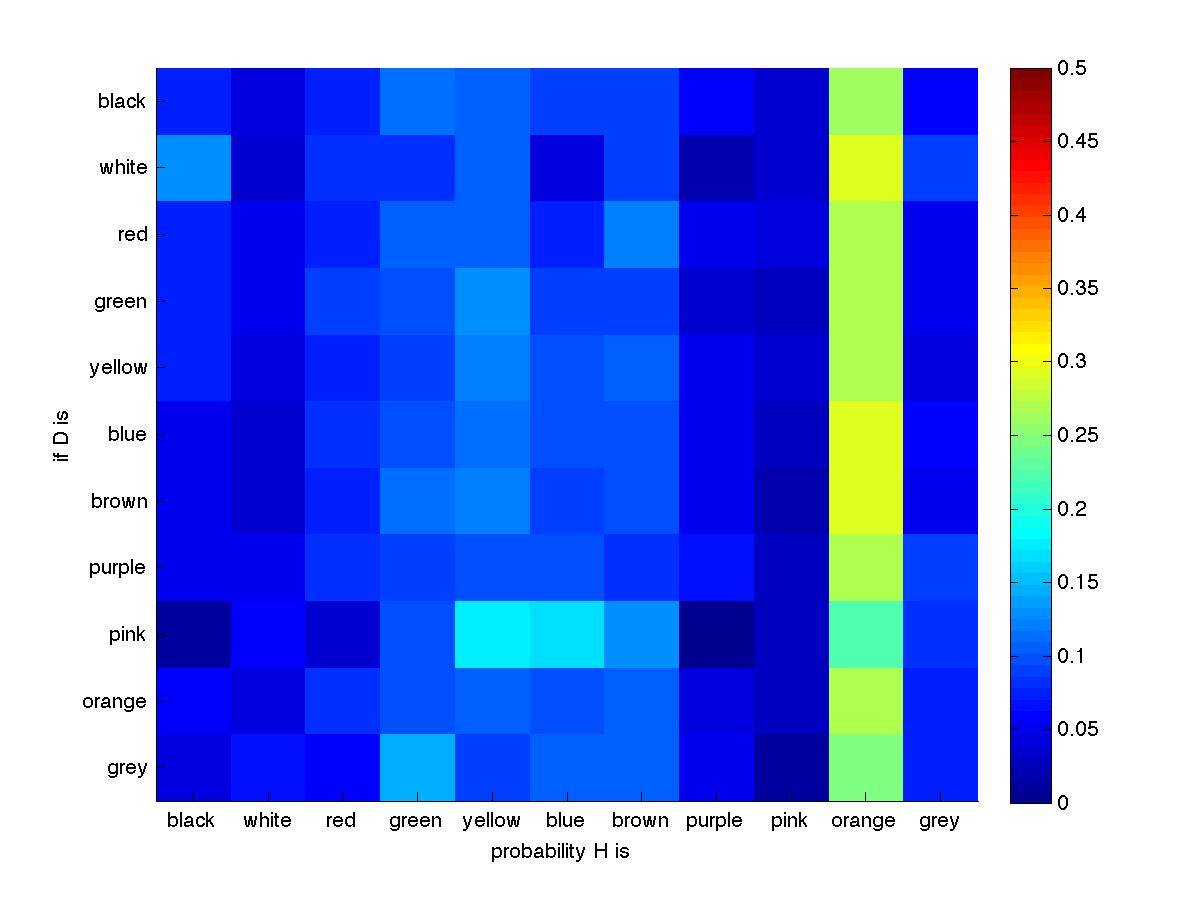 black
white
red
green
yellow
blue
brown
purple
pink
orange
grey
if D is
black white red green yellow blue brown purple pink orange grey
probability H is
0.5
0.45
0.4
0.35
0.3
0.25
0.2
0.15
0.1
0.05
0